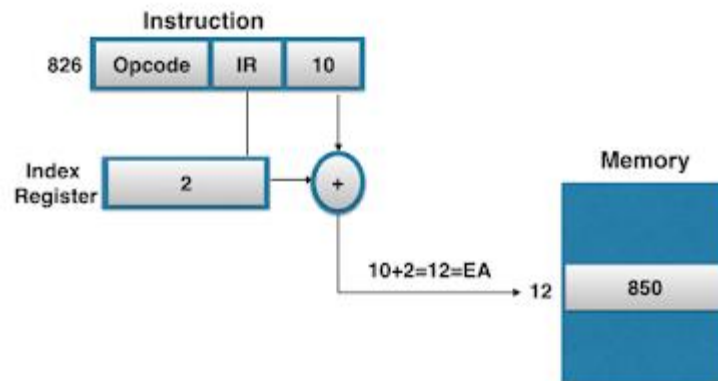 Instruction
826 Opcode IR 10
Index
Register
2
+
Memory
10+2=12=EA
12 850